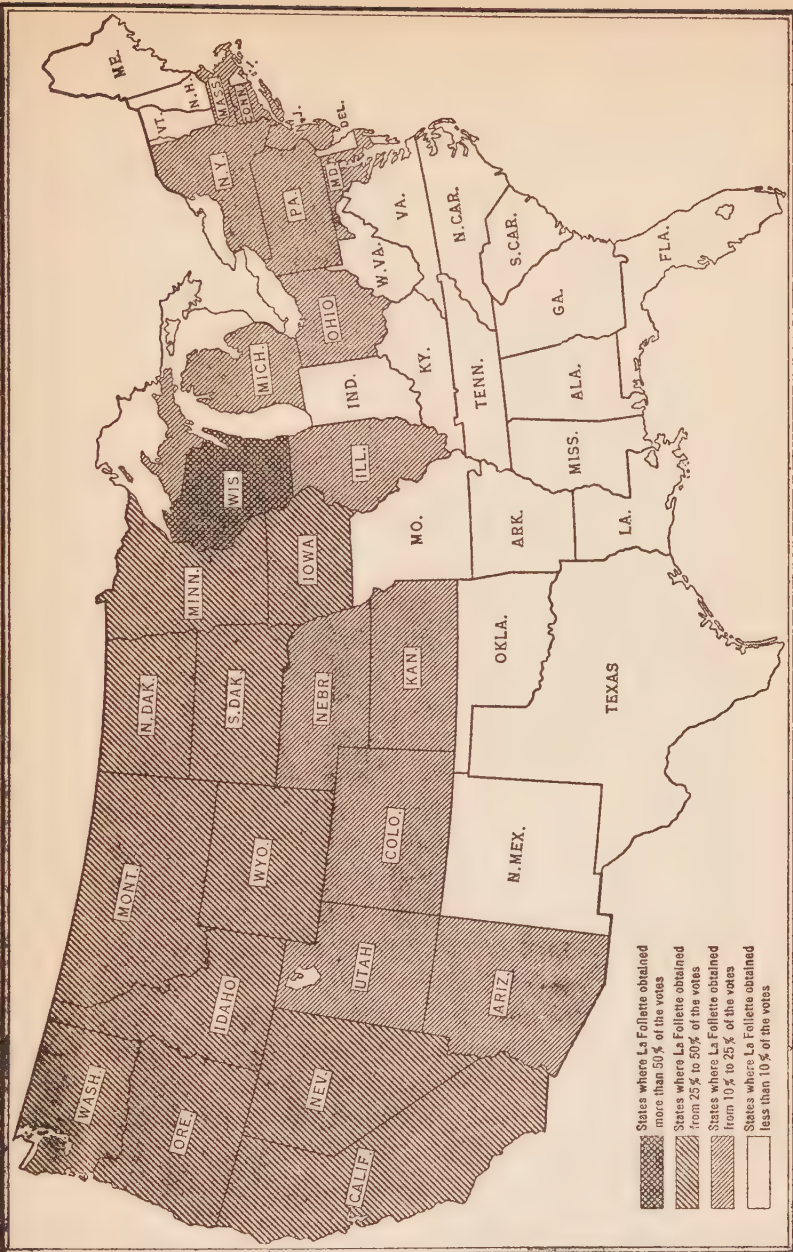 WASH.
ORE.
CALIF.
NEV.
IDAHO
MONT.
WYO.
UTAH
ARIZ.
COLO.
N.MEX.
N.DAK.
S.DAK.
NEBR.
KAN.
OKLA.
TEXAS
MINN.
IOWA
MO.
ARK.
LA.
WIS
ILL.
MICH.
IND.
OHIO
KY.
TENN.
MISS.
ALA.
GA.
FLA.
S.CAR.
N.CAR.
VA.
W.VA.
MD.
DEL.
PA.
J.
N.Y.
CONN
I.
MASS.
VT.
N.H.
ME.
States where La Follette obtained
more than 50% of the votes
States where La Follette obtained
from 25% to 50% of the votes
States where La Follette obtained
from 10% to 25% of the votes
States where La Follette obtained
less than 10% of the votes